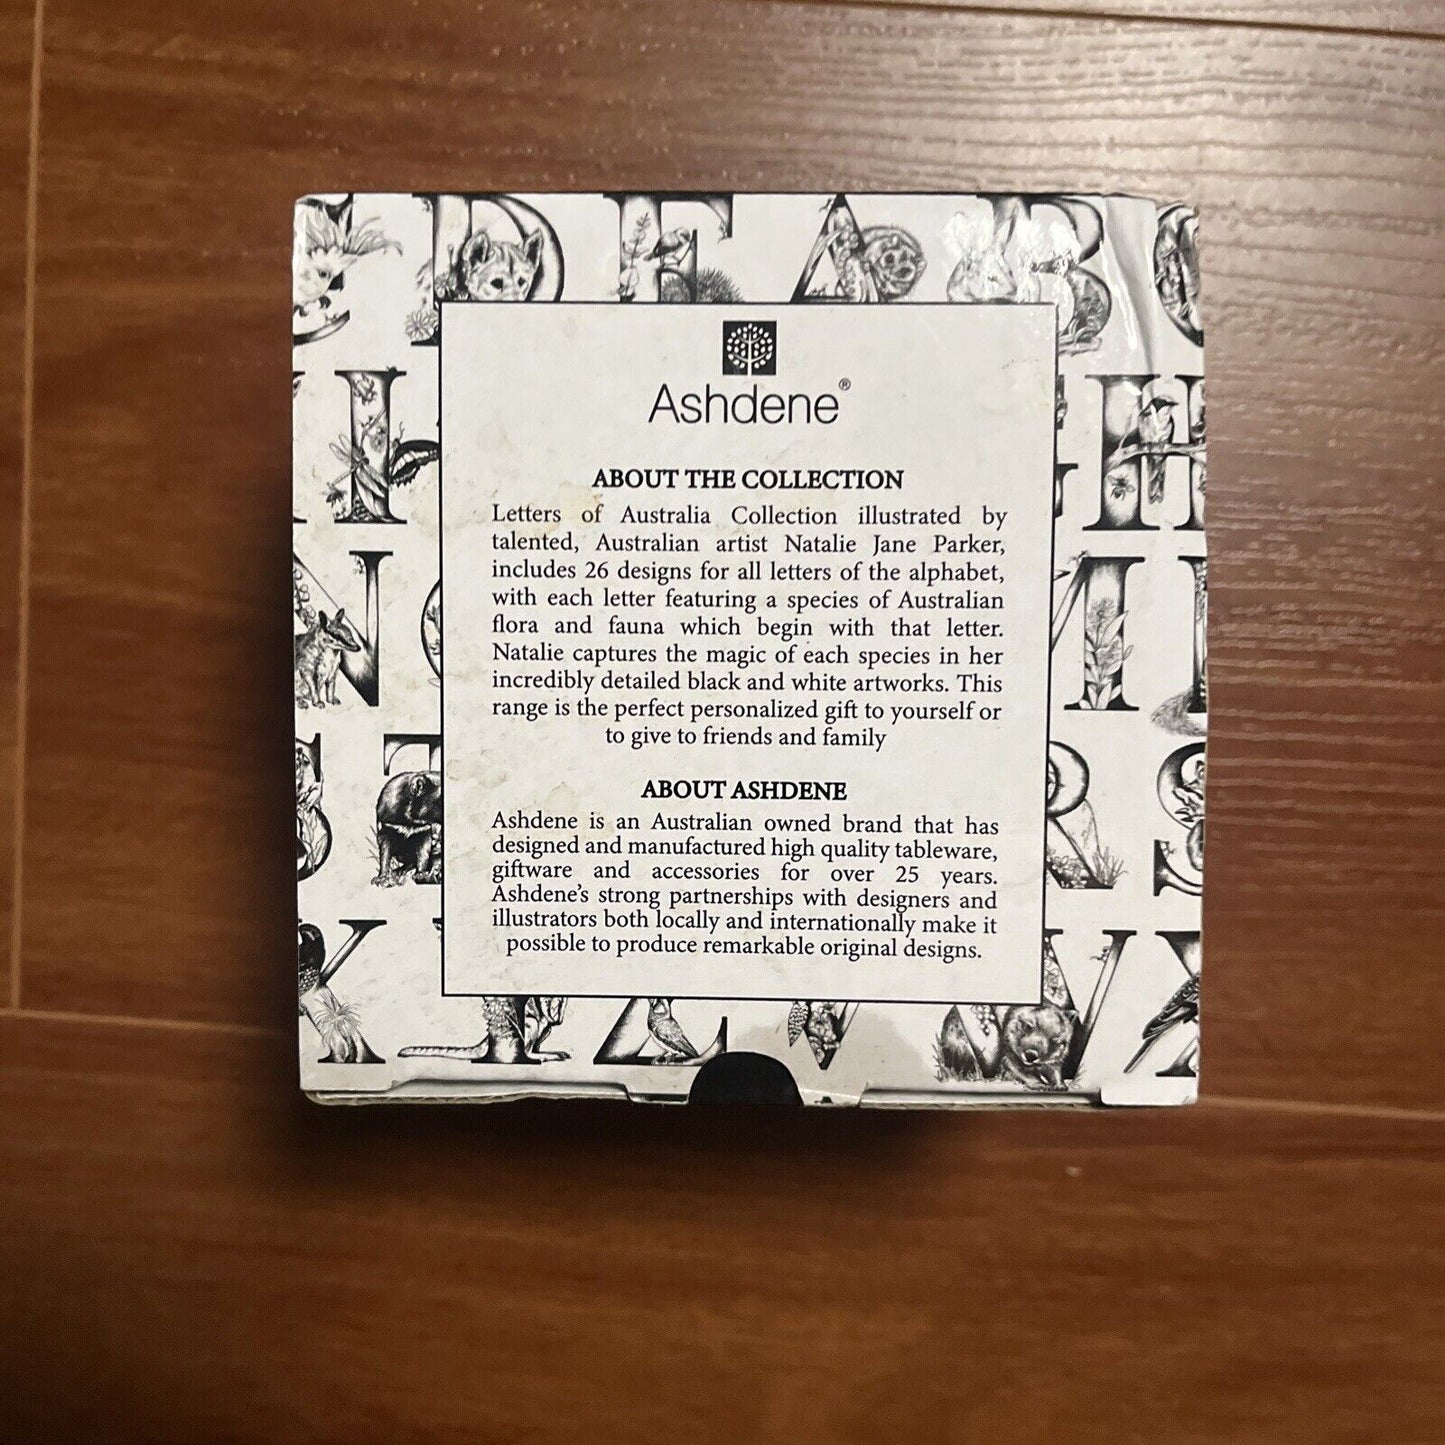 Ashdene®
ABOUT THE COLLECTION
Letters of Australia Collection illustrated by
talented, Australian artist Natalie Jane Parker,
includes 26 designs for all letters of the alphabet,
with each letter featuring a species of Australian
flora and fauna which begin with that letter.
Natalie captures the magic of each species in her
incredibly detailed black and white artworks. This
range is the perfect personalized gift to yourself or
to give to friends and family
ABOUT ASHDENE
Ashdene is an Australian owned brand that has
designed and manufactured high quality tableware,
giftware and accessories for over 25 years.
Ashdene's strong partnerships with designers and
illustrators both locally and internationally make it
possible to produce remarkable original designs.